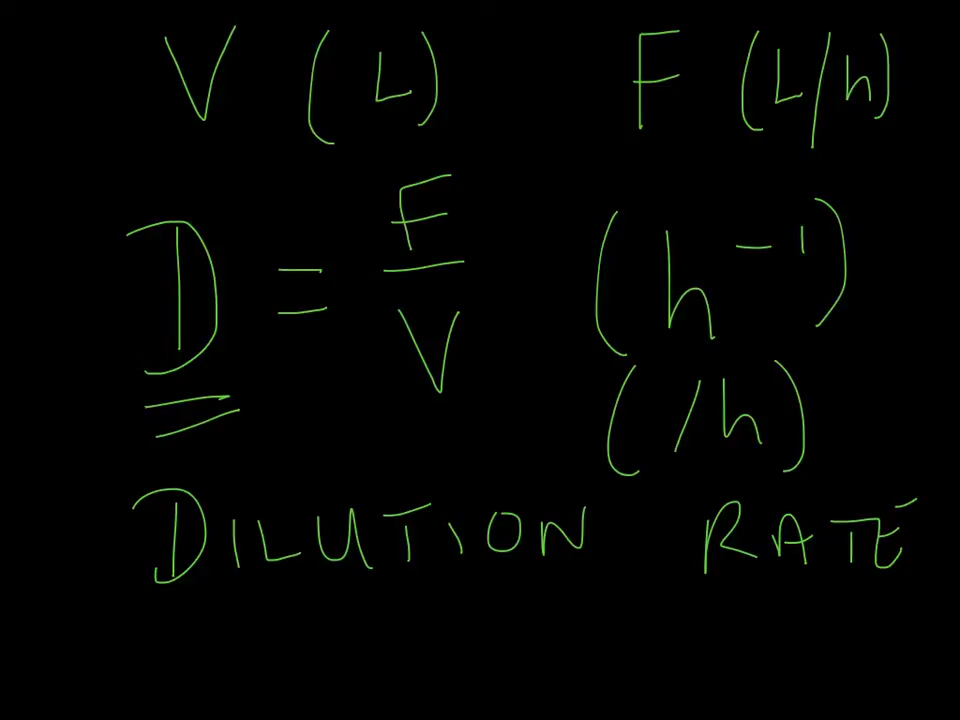 V (L) F (L/h)
D = F/V (h⁻¹)
(/h)
DILUTION RATE